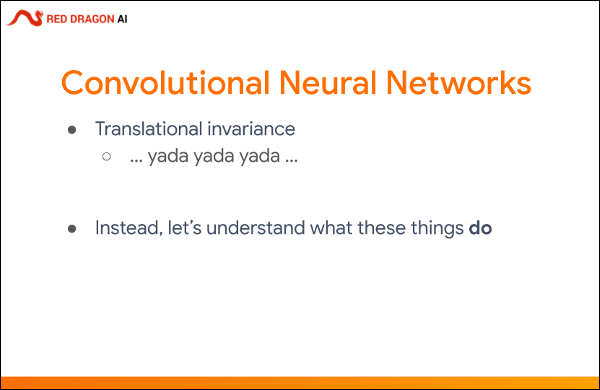 RED DRAGON AI
Convolutional Neural Networks
● Translational invariance
○ ... yada yada yada ...
● Instead, let's understand what these things do